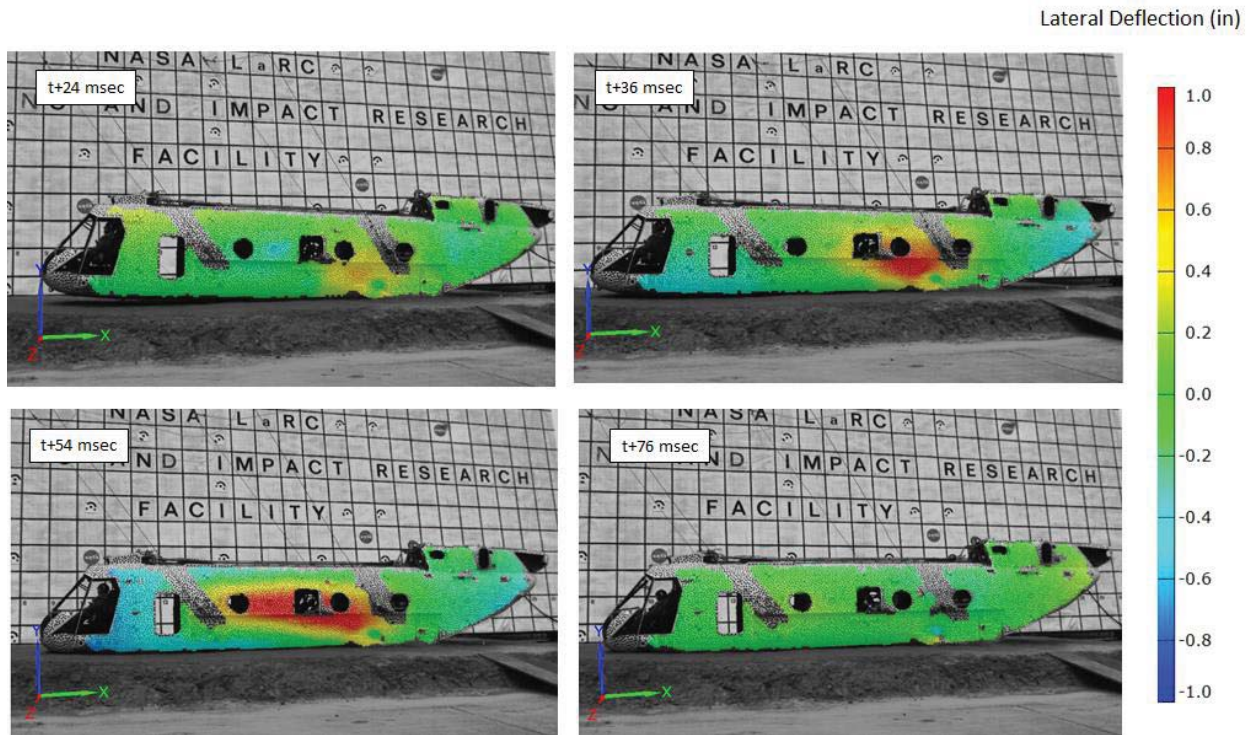 Lateral Deflection (in)
t+24 msec
NASA LaRC
AND IMPACT RESEARCH
FACILITY
Y
X
Z
t+36 msec
NASA LaRC
AND IMPACT RESEARCH
FACILITY
Y
X
Z
t+54 msec
NASA LaRC
AND IMPACT RESEARCH
FACILITY
Y
X
Z
t+76 msec
NASA LaRC
AND IMPACT RESEARCH
FACILITY
Y
X
Z
1.0
0.8
0.6
0.4
0.2
0.0
-0.2
-0.4
-0.6
-0.8
-1.0